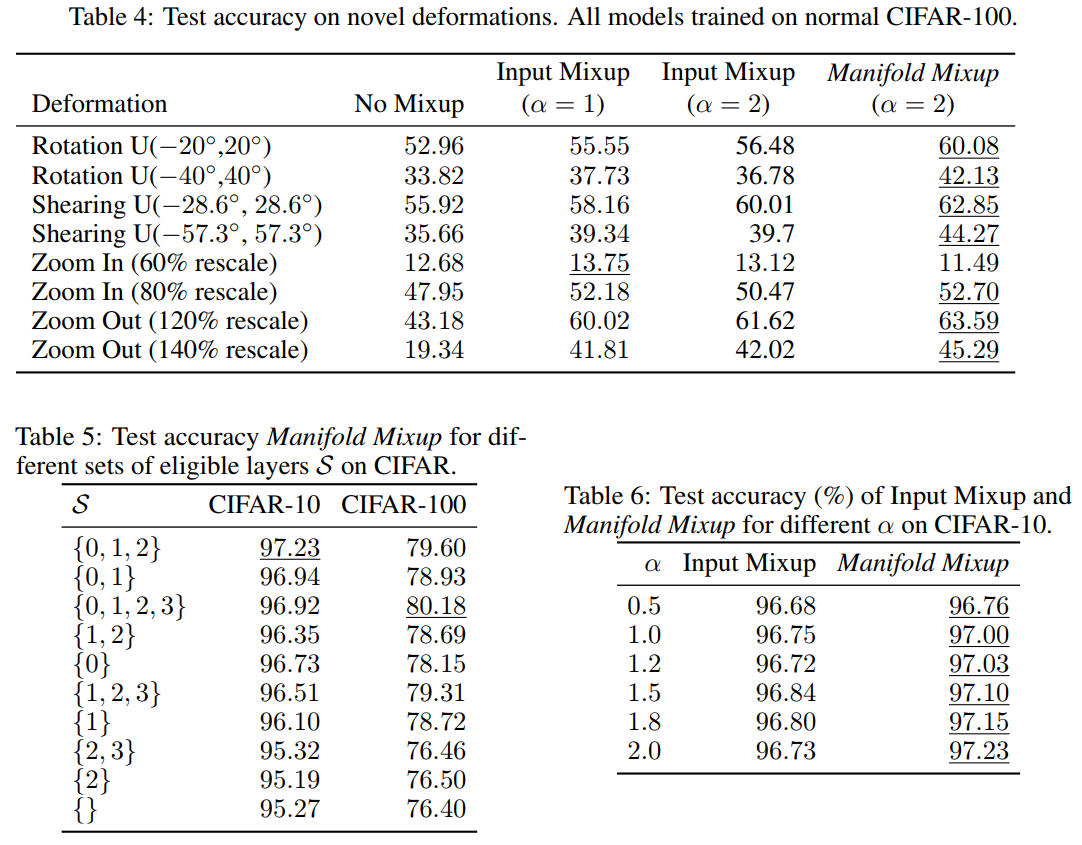 Table 4: Test accuracy on novel deformations. All models trained on normal CIFAR-100.
Input Mixup Input Mixup Manifold Mixup
Deformation No Mixup (α = 1) (α = 2) (α = 2)
Rotation U(−20°,20°) 52.96 55.55 56.48 60.08
Rotation U(−40°,40°) 33.82 37.73 36.78 42.13
Shearing U(−28.6°, 28.6°) 55.92 58.16 60.01 62.85
Shearing U(−57.3°, 57.3°) 35.66 39.34 39.7 44.27
Zoom In (60% rescale) 12.68 13.75 13.12 11.49
Zoom In (80% rescale) 47.95 52.18 50.47 52.70
Zoom Out (120% rescale) 43.18 60.02 61.62 63.59
Zoom Out (140% rescale) 19.34 41.81 42.02 45.29
Table 5: Test accuracy Manifold Mixup for dif-
ferent sets of eligible layers S on CIFAR.
S CIFAR-10 CIFAR-100
{0, 1, 2} 97.23 79.60
{0, 1} 96.94 78.93
{0, 1, 2, 3} 96.92 80.18
{1, 2} 96.35 78.69
{0} 96.73 78.15
{1, 2, 3} 96.51 79.31
{1} 96.10 78.72
{2, 3} 95.32 76.46
{2} 95.19 76.50
{} 95.27 76.40
Table 6: Test accuracy (%) of Input Mixup and
Manifold Mixup for different α on CIFAR-10.
α Input Mixup Manifold Mixup
0.5 96.68 96.76
1.0 96.75 97.00
1.2 96.72 97.03
1.5 96.84 97.10
1.8 96.80 97.15
2.0 96.73 97.23